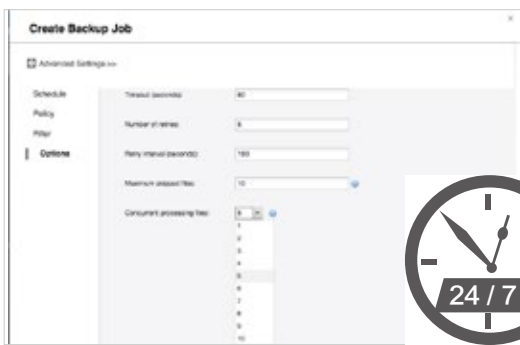 Create Backup Job
×
Advanced Settings >>
Schedule
Policy
Filter
Options
Timeout (seconds):
60
Number of retries:
Retry interval (seconds):
Maximum skipped files:
10
Concurrent processing files:
1
2
3
4
5
6
7
8
9
10
24 / 7